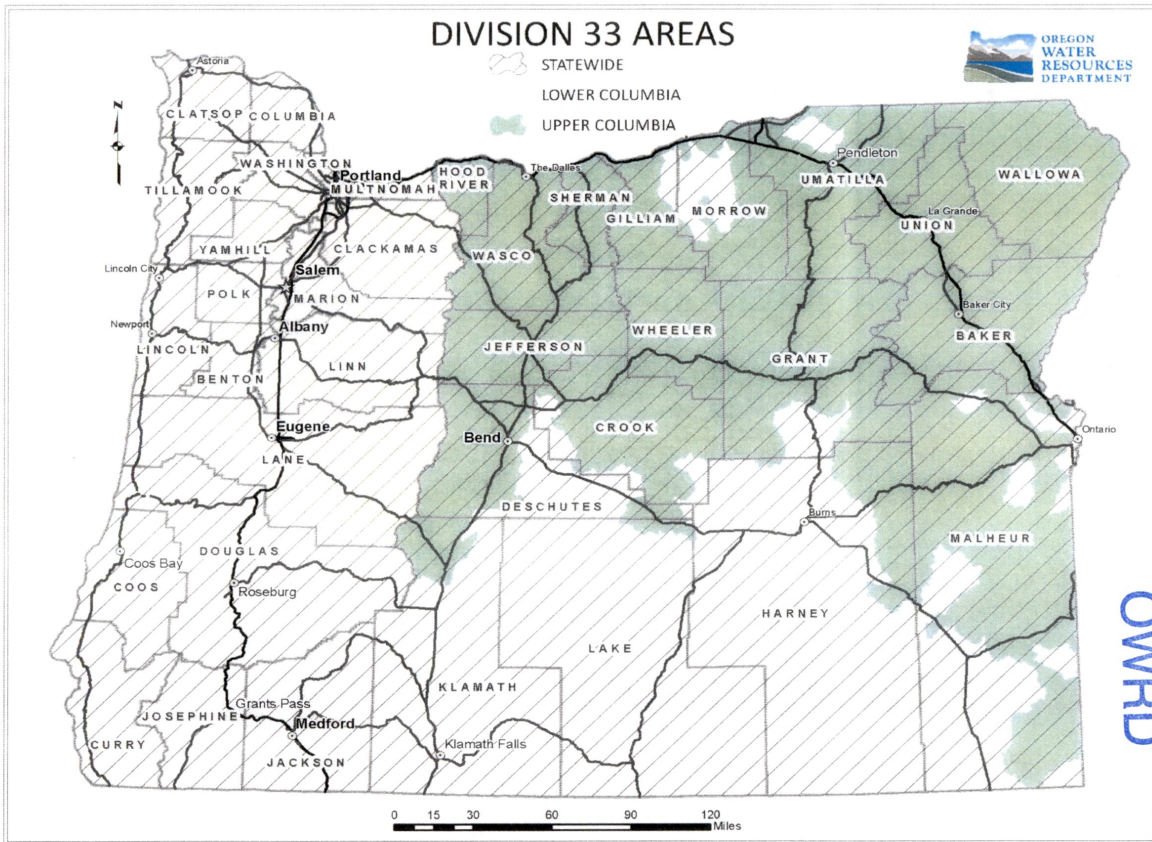 DIVISION 33 AREAS
STATEWIDE
LOWER COLUMBIA
UPPER COLUMBIA
OREGON
WATER
RESOURCES
DEPARTMENT
N
Astoria
CLATSOP
COLUMBIA
WASHINGTON
Portland
MULTNOMAH
TILLAMOOK
HOOD
RIVER
The Dalles
SHERMAN
GILLIAM
MORROW
Pendleton
UMATILLA
WALLOWA
La Grande
UNION
YAMHILL
CLACKAMAS
WASCO
Lincoln City
Salem
POLK
MARION
Baker City
BAKER
Newport
Albany
LINCOLN
BENTON
LINN
JEFFERSON
WHEELER
GRANT
Eugene
LANE
Bend
CROOK
Ontario
DESCHUTES
Burns
MALHEUR
Coos Bay
COOS
DOUGLAS
Roseburg
HARNEY
LAKE
KLAMATH
Grants Pass
JOSEPHINE
Medford
CURRY
JACKSON
Klamath Falls
0 15 30 60 90 120
Miles
OWRD